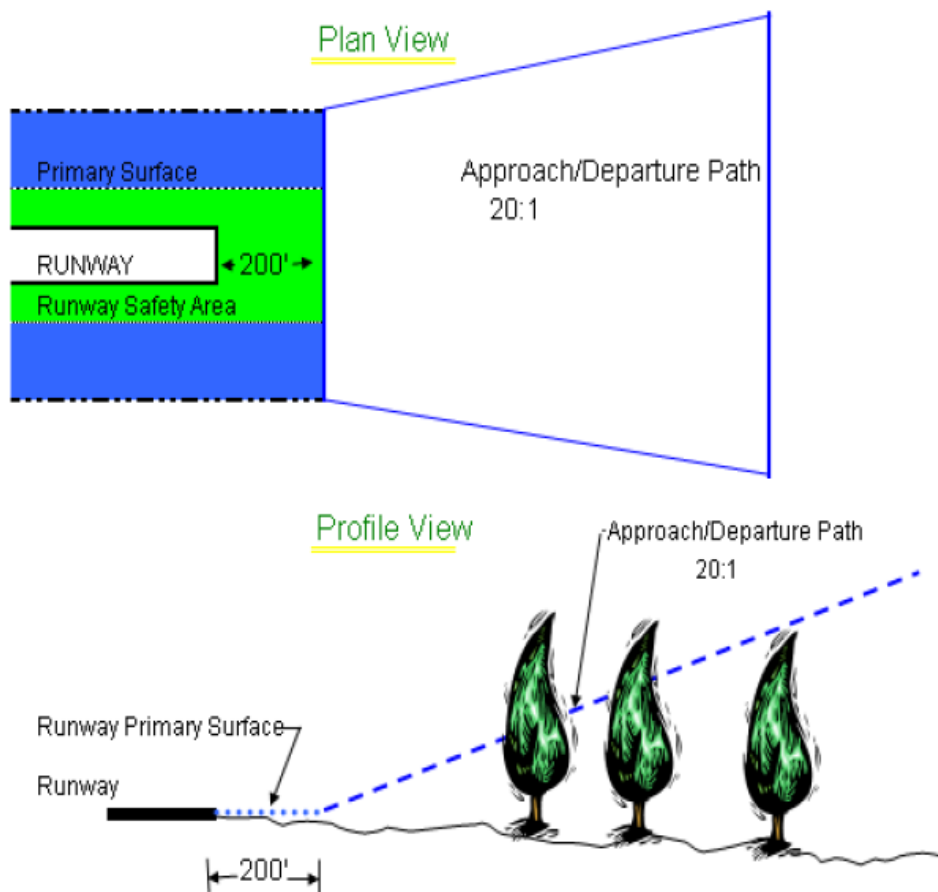 Plan View
Primary Surface
Approach/Departure Path
20:1
RUNWAY
200'
Runway Safety Area
Profile View
Approach/Departure Path
20:1
Runway Primary Surface
Runway
200'